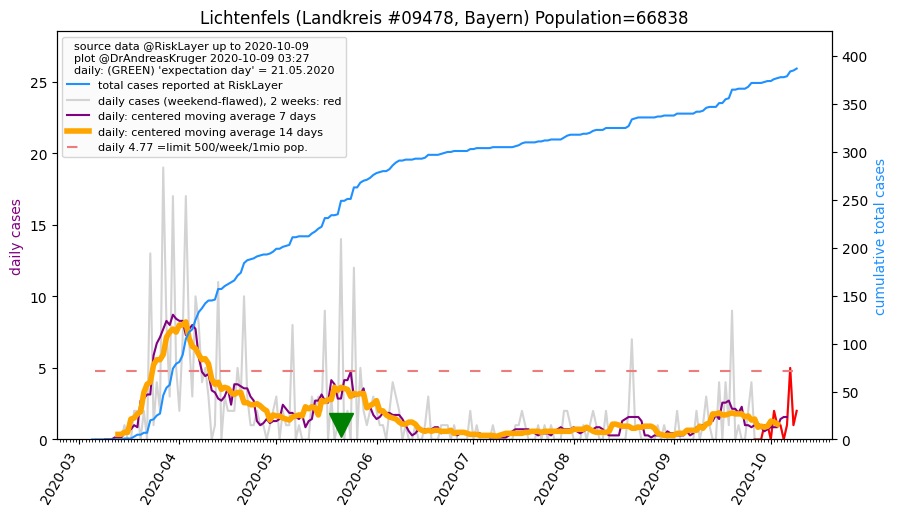 Lichtenfels (Landkreis #09478, Bayern) Population=66838
source data @RiskLayer up to 2020-10-09
plot @DrAndreasKruger 2020-10-09 03:27
daily: (GREEN) 'expectation day' = 21.05.2020
total cases reported at RiskLayer
daily cases (weekend-flawed), 2 weeks: red
daily: centered moving average 7 days
daily: centered moving average 14 days
daily 4.77 =limit 500/week/1mio pop.
daily cases
25
20
15
10
5
0
cumulative total cases
400
350
300
250
200
150
100
50
0
2020-03
2020-04
2020-05
2020-06
2020-07
2020-08
2020-09
2020-10